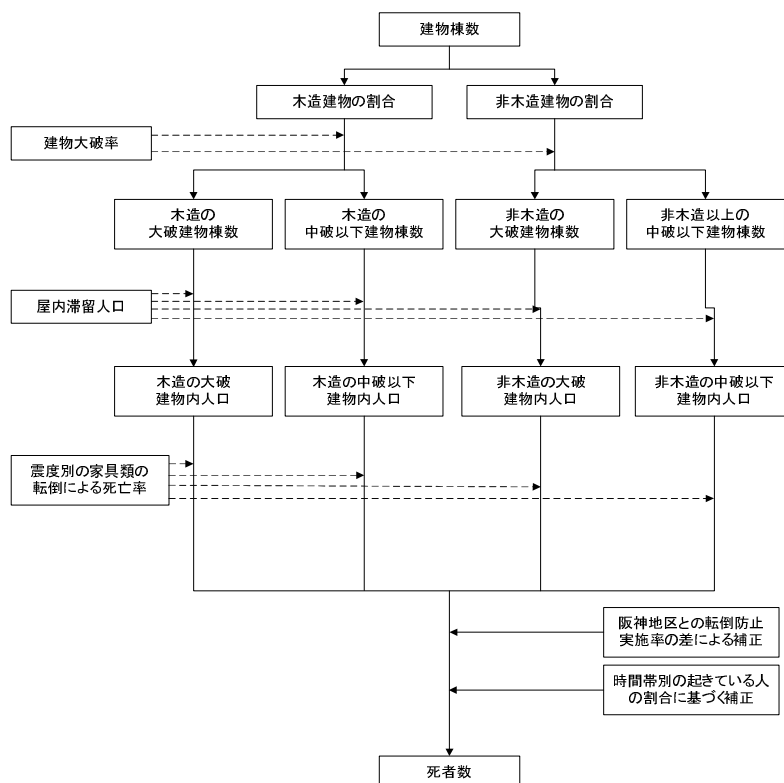 建物棟数
木造建物の割合
非木造建物の割合
建物大破率
木造の
大破建物棟数
木造の
中破以下建物棟数
非木造の
大破建物棟数
非木造以上の
中破以下建物棟数
屋内滞留人口
木造の大破
建物内人口
木造の中破以下
建物内人口
非木造の大破
建物内人口
非木造の中破以下
建物内人口
震度別の家具類の
転倒による死亡率
阪神地区との転倒防止
実施率の差による補正
時間帯別の起きている人
の割合に基づく補正
死者数